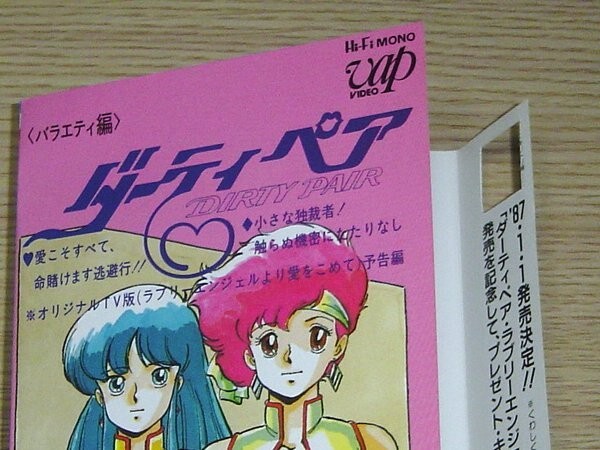 Hi-Fi MONO
vap
VIDEO
〈バラエティ編〉
ダーティペア
DIRTY PAIR
♥愛こそすべて、
命賭けます逃避行!!
◆小さな独裁者!
触らぬ機密にたたりなし
※オリジナルTV版(ラブリーエンジェルより愛をこめて)予告編
'87・1・1発売決定!!
「ダーティペア・ラブリーエンジ
発売を記念して、プレゼント・キ
※くわしく